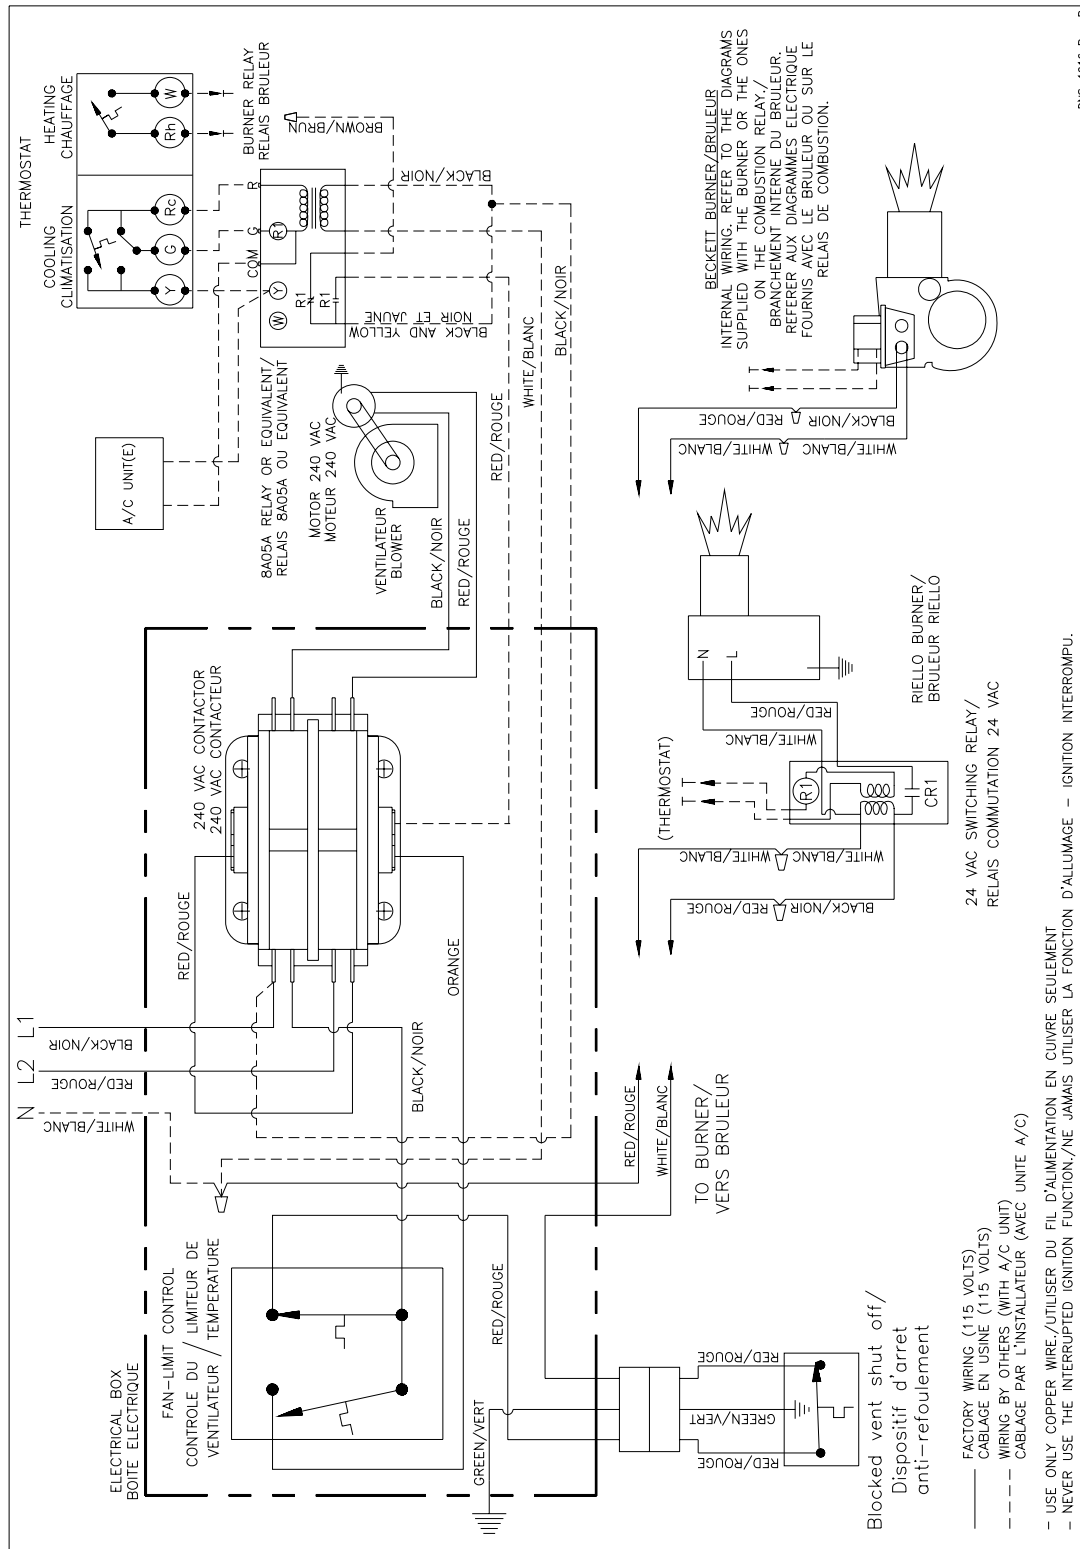 THERMOSTAT
COOLING
CLIMATISATION
HEATING
CHAUFFAGE
Y
G
Rc
Rh
W
BURNER RELAY
RELAIS BRULEUR
A/C UNIT(E)
COM
G
R
W
Y
R1
R1
R1
BROWN/BRUN
BLACK/NOIR
BLACK AND YELLOW
NOIR ET JAUNE
8A05A RELAY OR EQUIVALENT/
RELAIS 8A05A OU EQUIVALENT
MOTOR 240 VAC
MOTEUR 240 VAC
VENTILATEUR
BLOWER
BLACK/NOIR
RED/ROUGE
RED/ROUGE
WHITE/BLANC
BLACK/NOIR
N
L2
L1
WHITE/BLANC
RED/ROUGE
BLACK/NOIR
RED/ROUGE
240 VAC CONTACTOR
240 VAC CONTACTEUR
ORANGE
BLACK/NOIR
ELECTRICAL BOX
BOITE ELECTRIQUE
FAN-LIMIT CONTROL
CONTROLE DU / LIMITEUR DE
VENTILATEUR / TEMPERATURE
GREEN/VERT
RED/ROUGE
RED/ROUGE
WHITE/BLANC
TO BURNER/
VERS BRULEUR
RED/ROUGE
GREEN/VERT
RED/ROUGE
Blocked vent shut off/
Dispositif d'arret
anti-refoulement
(THERMOSTAT)
WHITE/BLANC
WHITE/BLANC
RED/ROUGE
BLACK/NOIR
R1
CR1
24 VAC SWITCHING RELAY/
RELAIS COMMUTATION 24 VAC
WHITE/BLANC
RED/ROUGE
N
L
RIELLO BURNER/
BRULEUR RIELLO
RED/ROUGE
BLACK/NOIR
WHITE/BLANC
WHITE/BLANC
BECKETT BURNER/BRULEUR
INTERNAL WIRING. REFER TO THE DIAGRAMS
SUPPLIED WITH THE BURNER OR THE ONES
ON THE COMBUSTION RELAY./
BRANCHEMENT INTERNE DU BRULEUR.
REFERER AUX DIAGRAMMES ELECTRIQUE
FOURNIS AVEC LE BRULEUR OU SUR LE
RELAIS DE COMBUSTION.
FACTORY WIRING (115 VOLTS)
CABLAGE EN USINE (115 VOLTS)
WIRING BY OTHERS (WITH A/C UNIT)
CABLAGE PAR L'INSTALLATEUR (AVEC UNITE A/C)
- USE ONLY COPPER WIRE./UTILISER DU FIL D'ALIMENTATION EN CUIVRE SEULEMENT
- NEVER USE THE INTERRUPTED IGNITION FUNCTION./NE JAMAIS UTILISER LA FONCTION D'ALLUMAGE - IGNITION INTERROMPU.